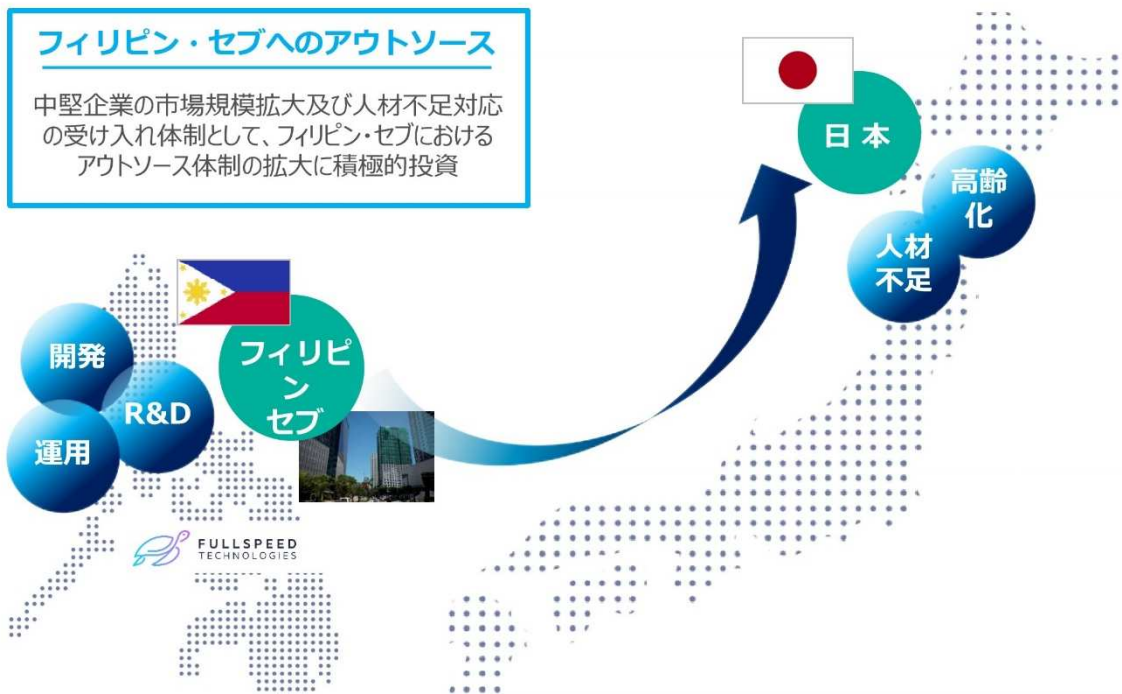 フィリピン・セブへのアウトソース
中堅企業の市場規模拡大及び人材不足対応
の受け入れ体制として、フィリピン・セブにおける
アウトソース体制の拡大に積極的投資
日本
高齢
化
人材
不足
フィリピ
ン
セブ
開発
R&D
運用
FULLSPEED
TECHNOLOGIES